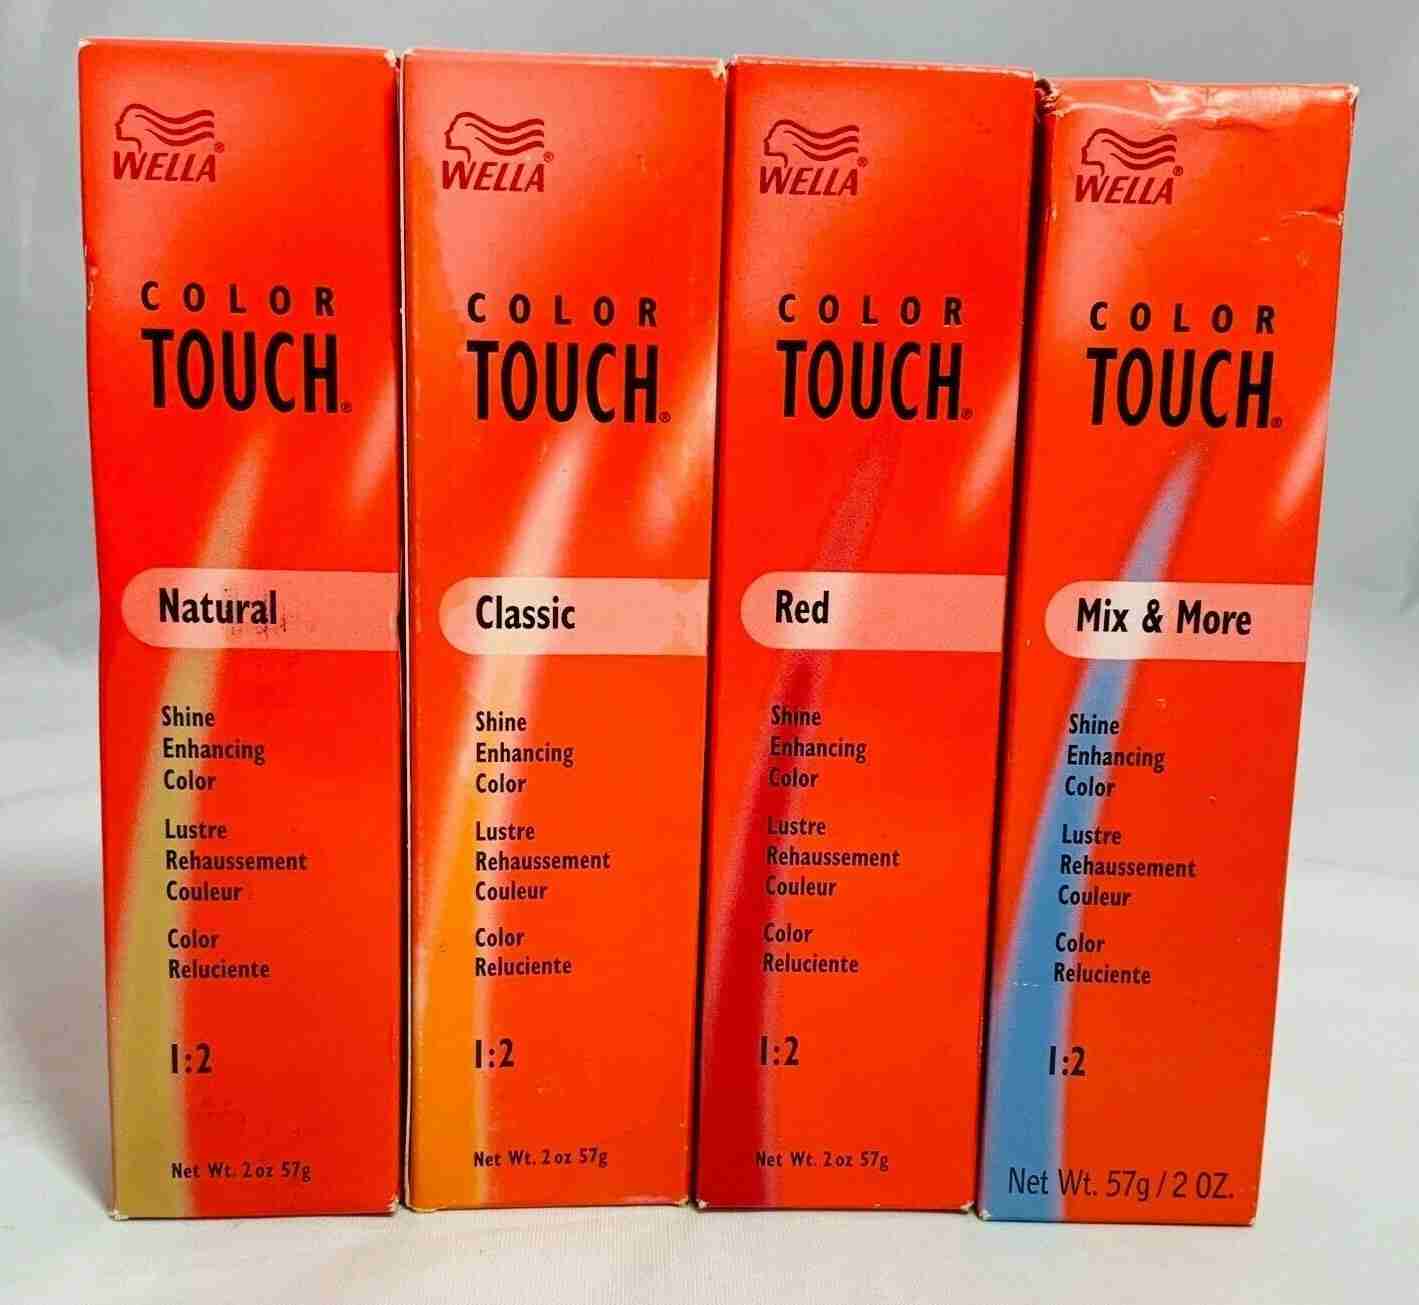 WELLA®
COLOR
TOUCH®
Natural
Shine
Enhancing
Color
Lustre
Rehaussement
Couleur
Color
Reluciente
1:2
Net Wt. 2 oz 57g
WELLA®
COLOR
TOUCH®
Classic
Shine
Enhancing
Color
Lustre
Rehaussement
Couleur
Color
Reluciente
1:2
Net Wt. 2 oz 57g
WELLA®
COLOR
TOUCH®
Red
Shine
Enhancing
Color
Lustre
Rehaussement
Couleur
Color
Reluciente
1:2
Net Wt. 2 oz 57g
WELLA®
COLOR
TOUCH®
Mix & More
Shine
Enhancing
Color
Lustre
Rehaussement
Couleur
Color
Reluciente
1:2
Net Wt. 57g / 2 OZ.